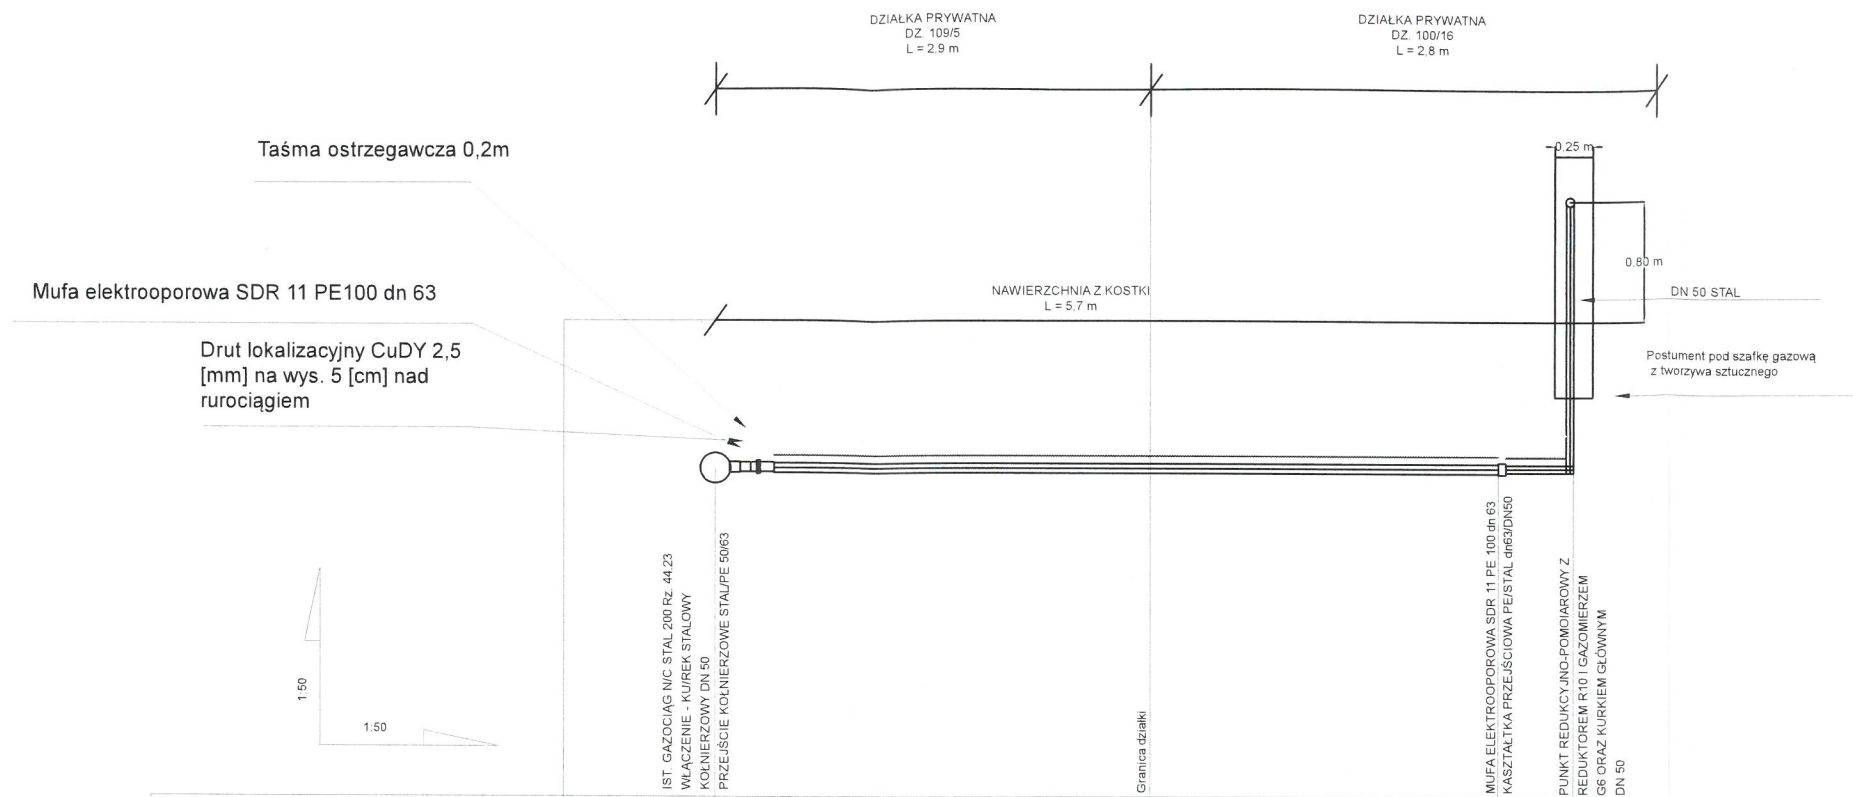 DZIAŁKA PRYWATNA
DZ. 109/5
L = 2,9 m
DZIAŁKA PRYWATNA
DZ. 100/16
L = 2,8 m
Taśma ostrzegawcza 0,2m
0,25 m
Mufa elektrooporowa SDR 11 PE100 dn 63
NAWIERZCHNIA Z KOSTKI
L = 5,7 m
0.80 m
DN 50 STAL
Drut lokalizacyjny CuDY 2,5
[mm] na wys. 5 [cm] nad
rurociągiem
Postument pod szafkę gazową
z tworzywa sztucznego
1:50
1:50
IST. GAZOCIĄG N/C STAL 200 Rz. 44.23
WŁĄCZENIE - KU/REK STALOWY
KOŁNIERZOWY DN 50
PRZEJŚCIE KOŁNIERZOWE STAL/PE 50/63
Granica działki
MUFA ELEKTROOPOROWA SDR 11 PE 100 dn 63
KASZTAŁTKA PRZEJŚCIOWA PE/STAL dn63/DN50
PUNKT REDUKCYJNO-POMOIAROWY Z
REDUKTOREM R10 I GAZOMIERZEM
G6 ORAZ KURKIEM GŁÓWNYM
DN 50